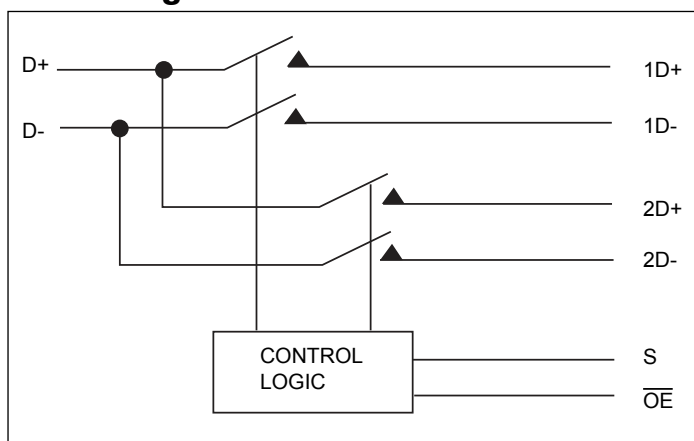 D+
1D+
D-
1D-
2D+
2D-
CONTROL
LOGIC
S
OE